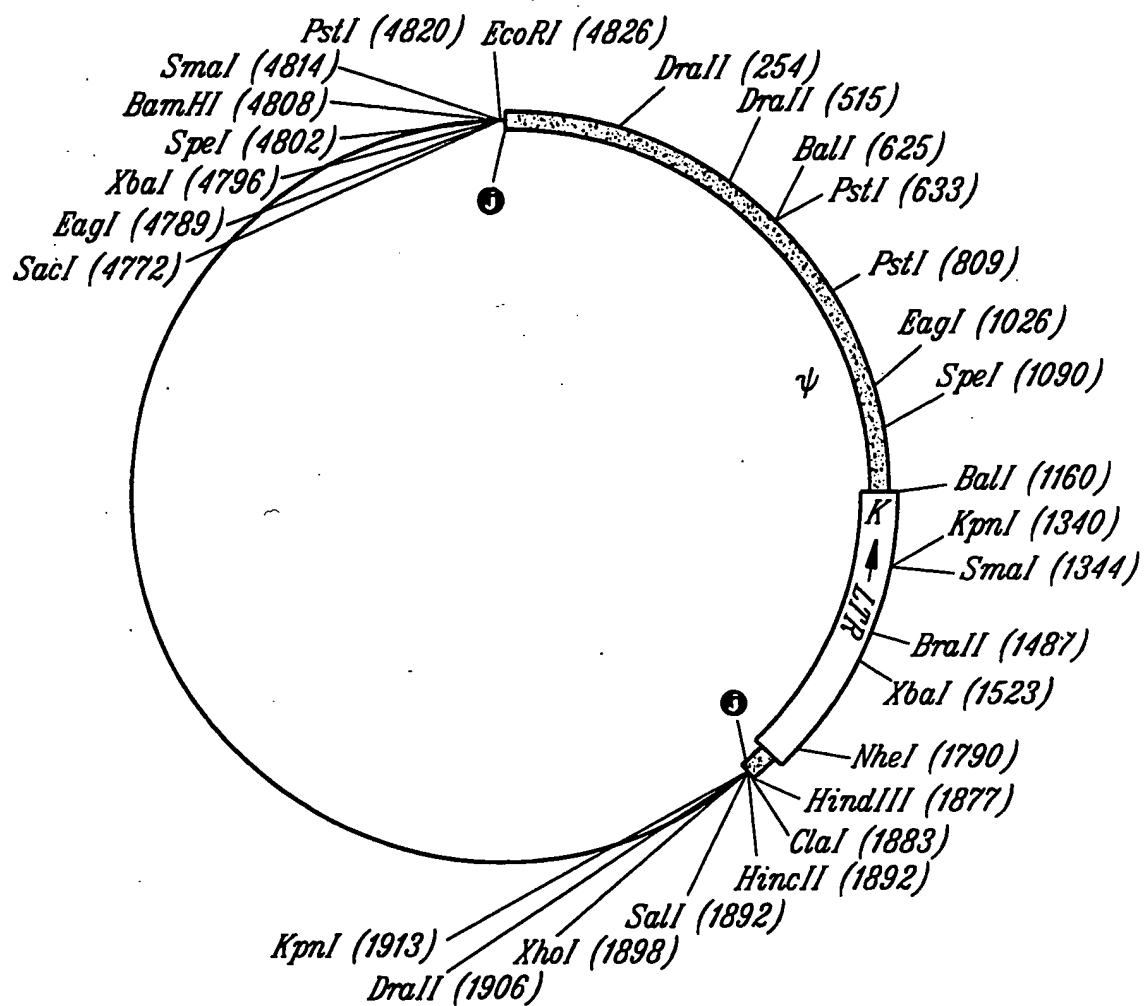 PstI (4820)
EcoRI (4826)
SmaI (4814)
BamHI (4808)
SpeI (4802)
XbaI (4796)
EagI (4789)
SacI (4772)
DraII (254)
DraII (515)
BalI (625)
PstI (633)
PstI (809)
EagI (1026)
SpeI (1090)
ψ
BalI (1160)
KpnI (1340)
SmaI (1344)
K
LTR
BraII (1487)
XbaI (1523)
NheI (1790)
HindIII (1877)
ClaI (1883)
HincII (1892)
SalI (1892)
XhoI (1898)
DraII (1906)
KpnI (1913)